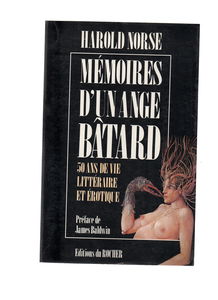 HAROLD NORSE
MÉMOIRES
D'UN ANGE
BÂTARD
50 ANS DE VIE
LITTÉRAIRE
ET ÉROTIQUE
Préface de
James Baldwin
Editions du ROCHER